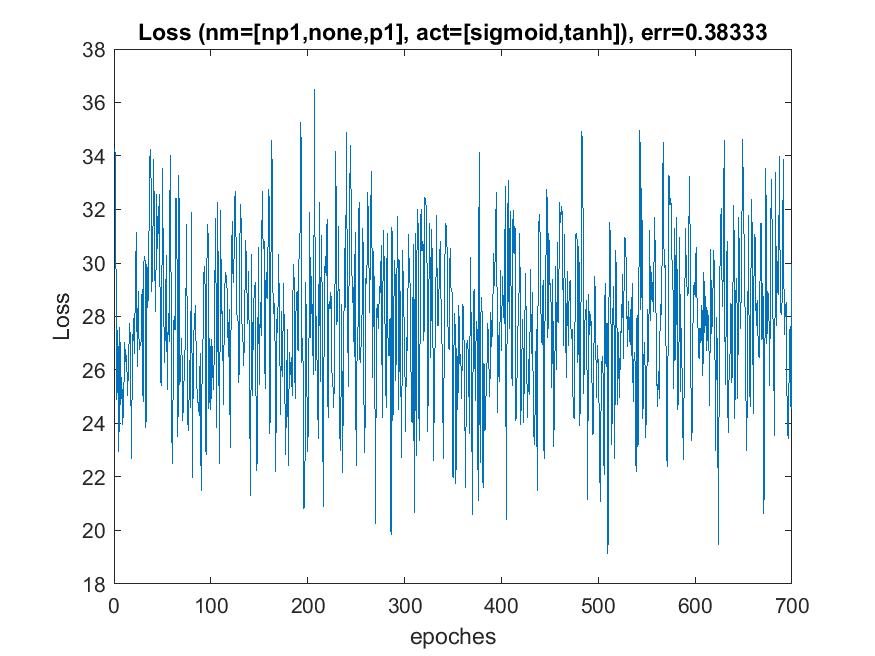 Loss (nm=[np1,none,p1], act=[sigmoid,tanh]), err=0.38333
38
36
34
32
30
28
26
24
22
20
18
Loss
0 100 200 300 400 500 600 700
epoches